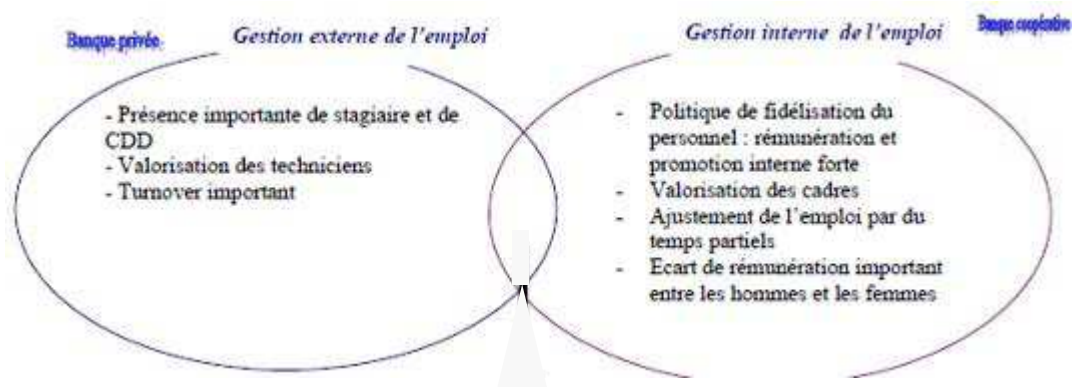 Banque privée
Gestion externe de l'emploi
- Présence importante de stagiaire et de
CDD
- Valorisation des techniciens
- Turnover important
Gestion interne de l'emploi
Banque coopérative
- Politique de fidélisation du
personnel : rémunération et
promotion interne forte
- Valorisation des cadres
- Ajustement de l'emploi par du
temps partiels
- Ecart de rémunération important
entre les hommes et les femmes